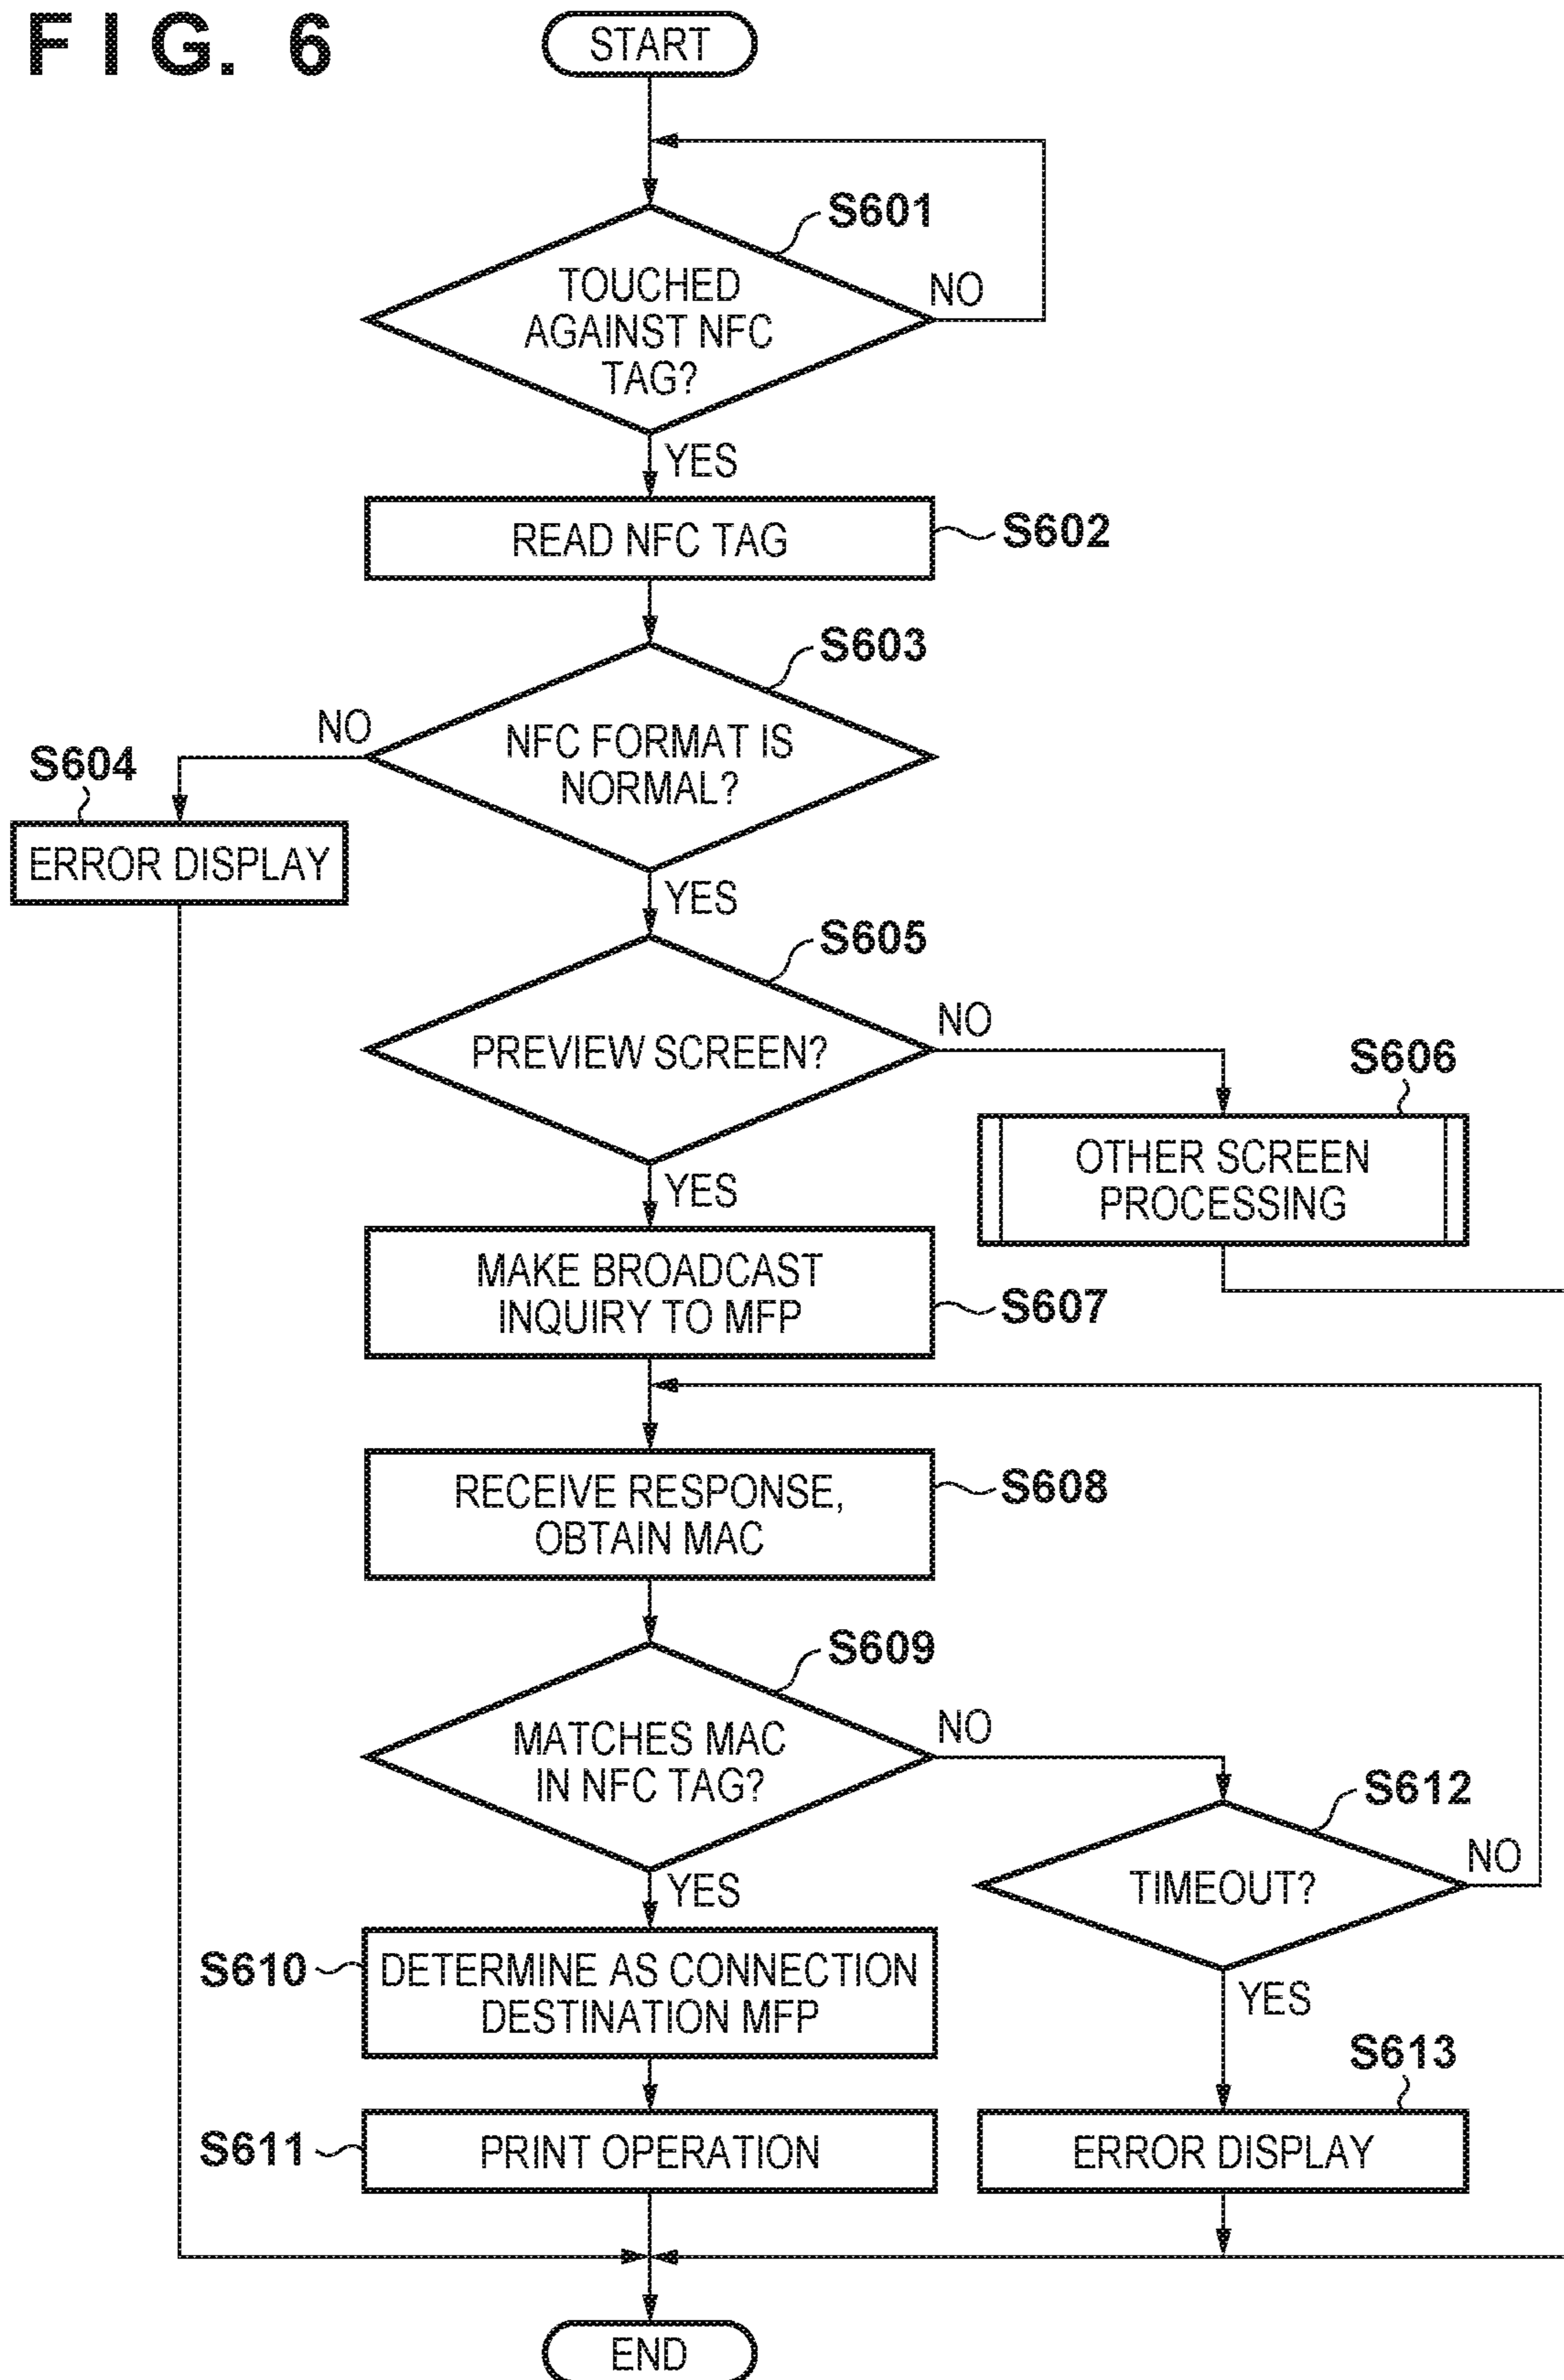 FIG. 6
START
S601
TOUCHED
AGAINST NFC
TAG?
NO
YES
READ NFC TAG
S602
S603
NFC FORMAT IS
NORMAL?
NO
S604
ERROR DISPLAY
YES
S605
PREVIEW SCREEN?
NO
S606
OTHER SCREEN
PROCESSING
YES
MAKE BROADCAST
INQUIRY TO MFP
S607
RECEIVE RESPONSE,
OBTAIN MAC
S608
S609
MATCHES MAC
IN NFC TAG?
NO
S612
TIMEOUT?
NO
YES
S610
DETERMINE AS CONNECTION
DESTINATION MFP
YES
S613
S611
PRINT OPERATION
ERROR DISPLAY
END